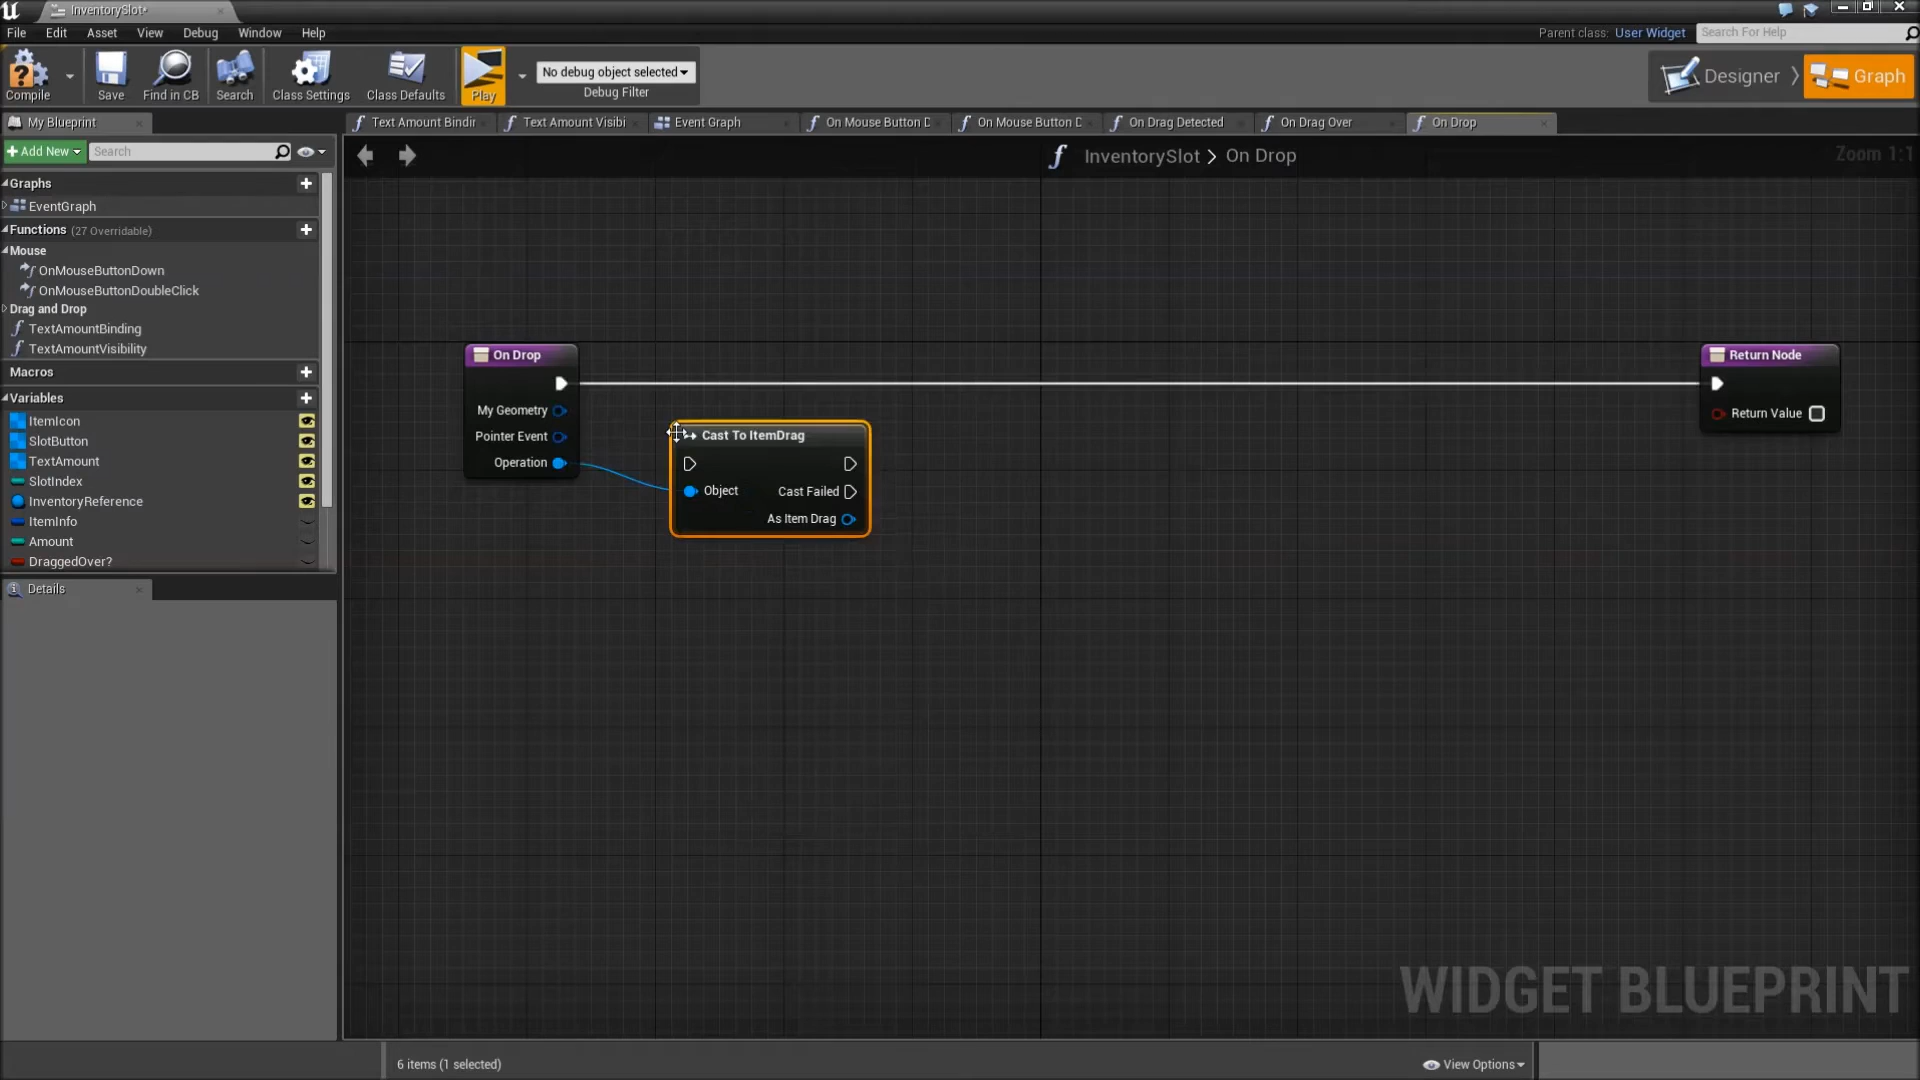 InventorySlot*
File Edit Asset View Debug Window Help
Parent class: User Widget Search For Help
Compile Save Find in CB Search Class Settings Class Defaults Play
No debug object selected
Debug Filter
Designer Graph
My Blueprint
Text Amount Bindin Text Amount Visibi Event Graph On Mouse Button D On Mouse Button D On Drag Detected On Drag Over On Drop
+Add New Search
InventorySlot > On Drop
Zoom 1:1
Graphs
EventGraph
Functions (27 Overridable)
Mouse
OnMouseButtonDown
OnMouseButtonDoubleClick
Drag and Drop
TextAmountBinding
TextAmountVisibility
Macros
Variables
ItemIcon
SlotButton
TextAmount
SlotIndex
InventoryReference
ItemInfo
Amount
DraggedOver?
Details
On Drop
My Geometry
Pointer Event
Operation
Cast To ItemDrag
Object
Cast Failed
As Item Drag
Return Node
Return Value
WIDGET BLUEPRINT
6 items (1 selected)
View Options